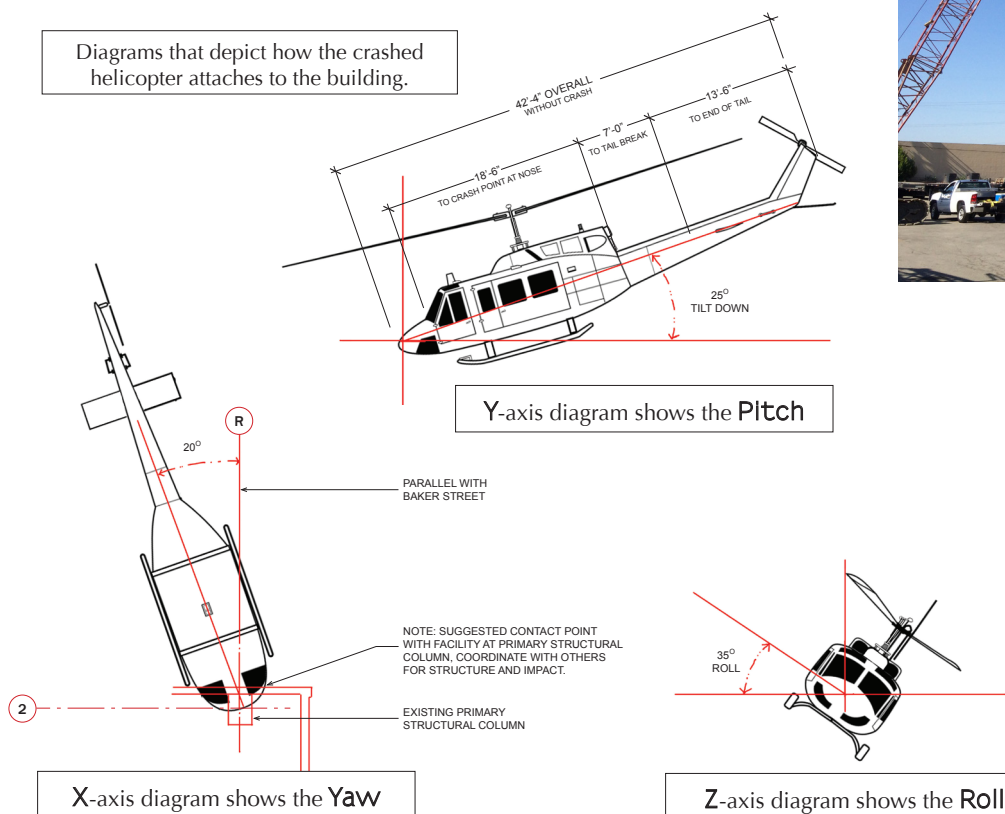 Diagrams that depict how the crashed
helicopter attaches to the building.
42'-4" OVERALL
WITHOUT CRASH
13'-6"
TO END OF TAIL
7'-0"
TO TAIL BREAK
18'-6"
TO CRASH POINT AT NOSE
25°
TILT DOWN
Y-axis diagram shows the Pitch
R
20°
PARALLEL WITH
BAKER STREET
NOTE: SUGGESTED CONTACT POINT
WITH FACILITY AT PRIMARY STRUCTURAL
COLUMN, COORDINATE WITH OTHERS
FOR STRUCTURE AND IMPACT.
2
EXISTING PRIMARY
STRUCTURAL COLUMN
X-axis diagram shows the Yaw
35°
ROLL
Z-axis diagram shows the Roll